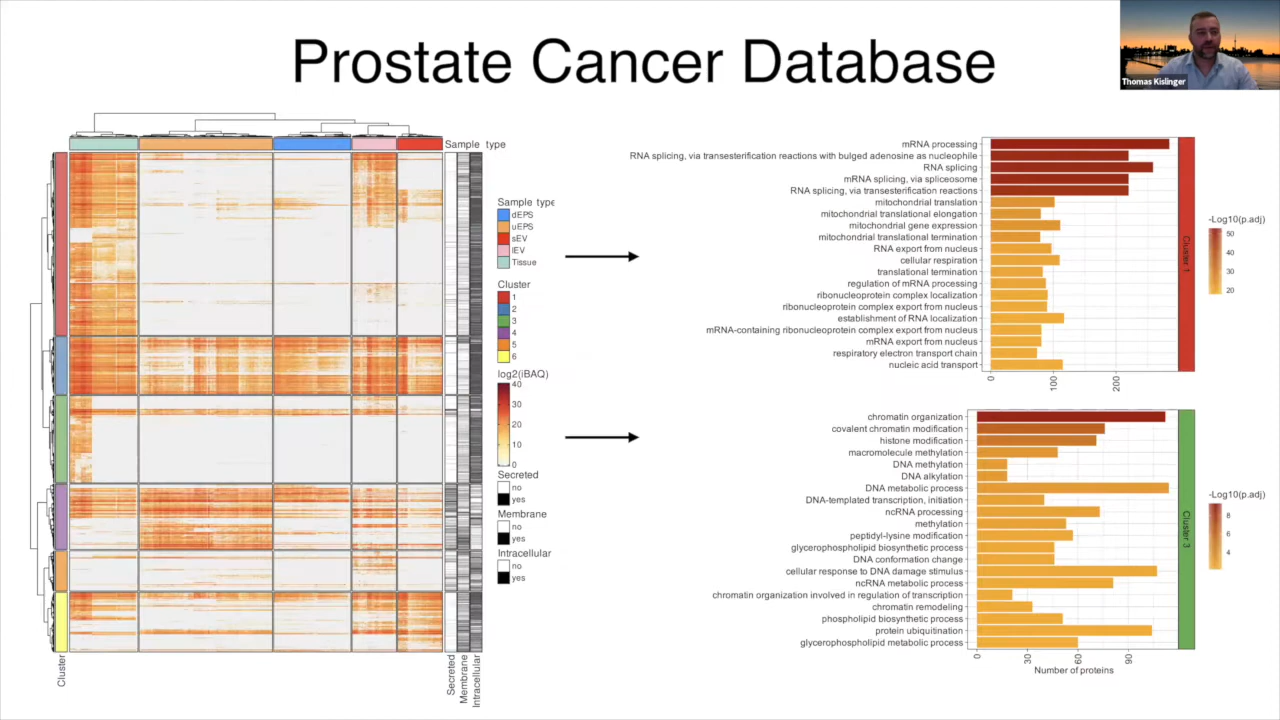 Prostate Cancer Database
Thomas Kislinger
Sample type
Sample type
dEPS
uEPS
sEV
lEV
Tissue
Cluster
1
2
3
4
5
6
log2(iBAQ)
40
30
20
10
0
Secreted
no
yes
Membrane
no
yes
Intracellular
no
yes
Cluster
Secreted
Membrane
Intracellular
mRNA processing
RNA splicing, via transesterification reactions with bulged adenosine as nucleophile
RNA splicing
mRNA splicing, via spliceosome
RNA splicing, via transesterification reactions
mitochondrial translation
mitochondrial translational elongation
mitochondrial gene expression
mitochondrial translational termination
RNA export from nucleus
cellular respiration
translational termination
regulation of mRNA processing
ribonucleoprotein complex localization
ribonucleoprotein complex export from nucleus
establishment of RNA localization
mRNA-containing ribonucleoprotein complex export from nucleus
mRNA export from nucleus
respiratory electron transport chain
nucleic acid transport
0
100
200
Cluster 1
-Log10(p.adj)
50
40
30
20
chromatin organization
covalent chromatin modification
histone modification
macromolecule methylation
DNA methylation
DNA alkylation
DNA metabolic process
DNA-templated transcription, initiation
ncRNA processing
methylation
peptidyl-lysine modification
glycerophospholipid biosynthetic process
DNA conformation change
cellular response to DNA damage stimulus
ncRNA metabolic process
chromatin organization involved in regulation of transcription
chromatin remodeling
phospholipid biosynthetic process
protein ubiquitination
glycerophospholipid metabolic process
0
30
60
90
Number of proteins
Cluster 3
-Log10(p.adj)
8
6
4